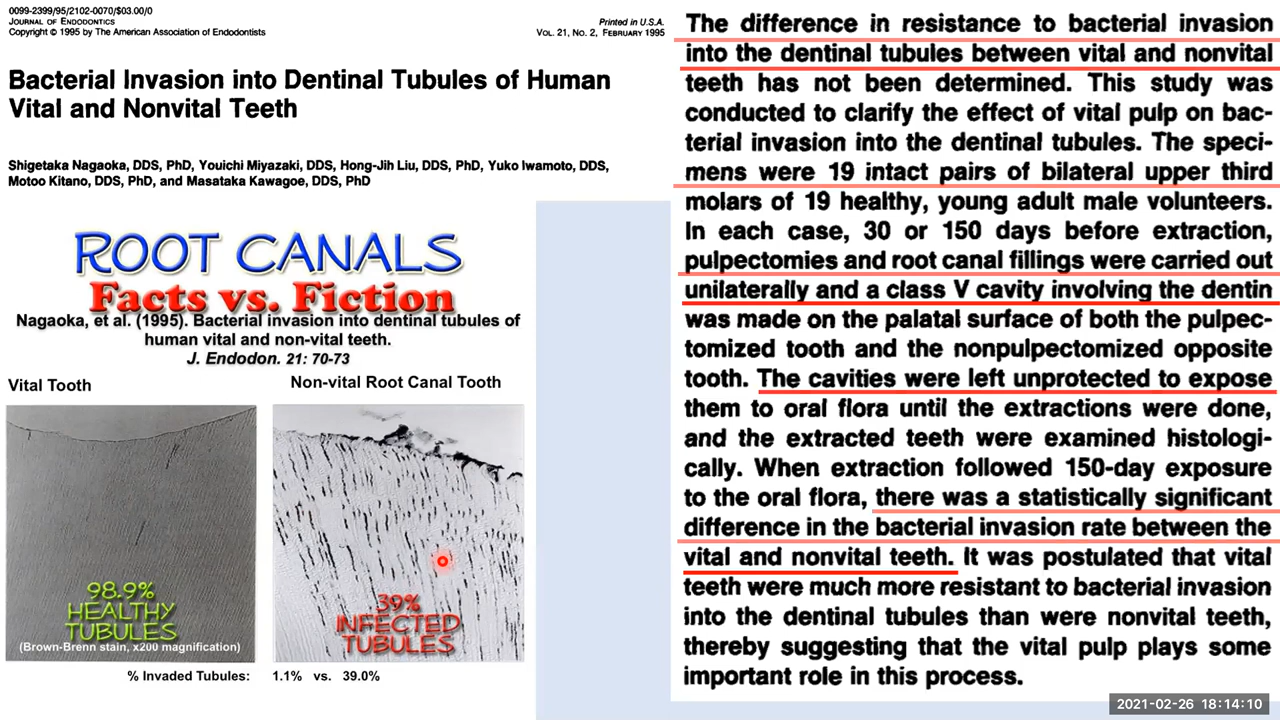 0099-2399/95/2102-0070/$03.00/0
JOURNAL OF ENDODONTICS
Copyright © 1995 by The American Association of Endodontists
Printed in U.S.A.
VOL. 21, NO. 2, FEBRUARY 1995
Bacterial Invasion into Dentinal Tubules of Human
Vital and Nonvital Teeth
Shigetaka Nagaoka, DDS, PhD, Youichi Miyazaki, DDS, Hong-Jih Liu, DDS, PhD, Yuko Iwamoto, DDS,
Motoo Kitano, DDS, PhD, and Masataka Kawagoe, DDS, PhD
ROOT CANALS
Facts vs. Fiction
Nagaoka, et al. (1995). Bacterial invasion into dentinal tubules of
human vital and non-vital teeth.
J. Endodon. 21: 70-73
Vital Tooth
Non-vital Root Canal Tooth
98.9%
HEALTHY
TUBULES
(Brown-Brenn stain, x200 magnification)
39%
INFECTED
TUBULES
% Invaded Tubules: 1.1% vs. 39.0%
The difference in resistance to bacterial invasion
into the dentinal tubules between vital and nonvital
teeth has not been determined. This study was
conducted to clarify the effect of vital pulp on bac-
terial invasion into the dentinal tubules. The speci-
mens were 19 intact pairs of bilateral upper third
molars of 19 healthy, young adult male volunteers.
In each case, 30 or 150 days before extraction,
pulpectomies and root canal fillings were carried out
unilaterally and a class V cavity involving the dentin
was made on the palatal surface of both the pulpec-
tomized tooth and the nonpulpectomized opposite
tooth. The cavities were left unprotected to expose
them to oral flora until the extractions were done,
and the extracted teeth were examined histologi-
cally. When extraction followed 150-day exposure
to the oral flora, there was a statistically significant
difference in the bacterial invasion rate between the
vital and nonvital teeth. It was postulated that vital
teeth were much more resistant to bacterial invasion
into the dentinal tubules than were nonvital teeth,
thereby suggesting that the vital pulp plays some
important role in this process.
2021-02-26 18:14:10